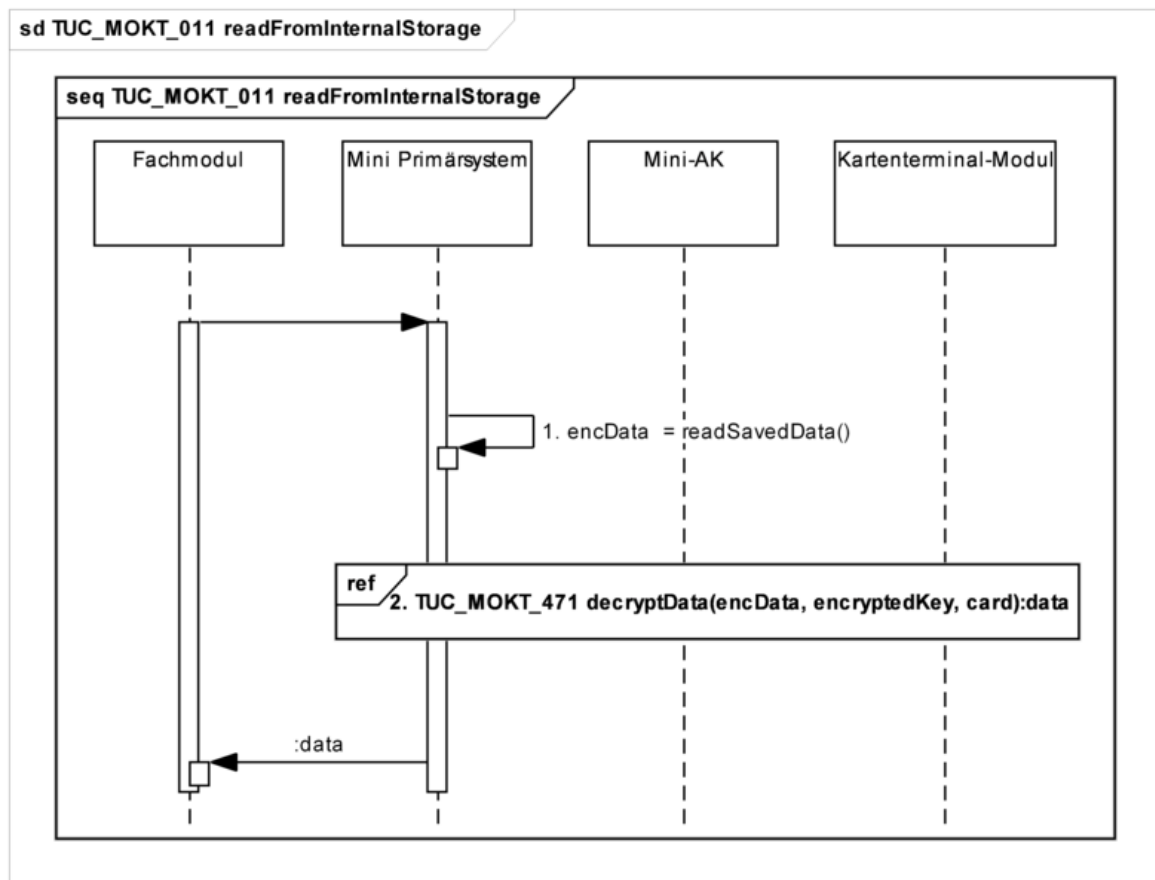 sd TUC_MOKT_011 readFromInternalStorage
seq TUC_MOKT_011 readFromInternalStorage
Fachmodul
Mini Primärsystem
Mini-AK
Kartenterminal-Modul
1. encData = readSavedData()
ref
2. TUC_MOKT_471 decryptData(encData, encryptedKey, card):data
:data